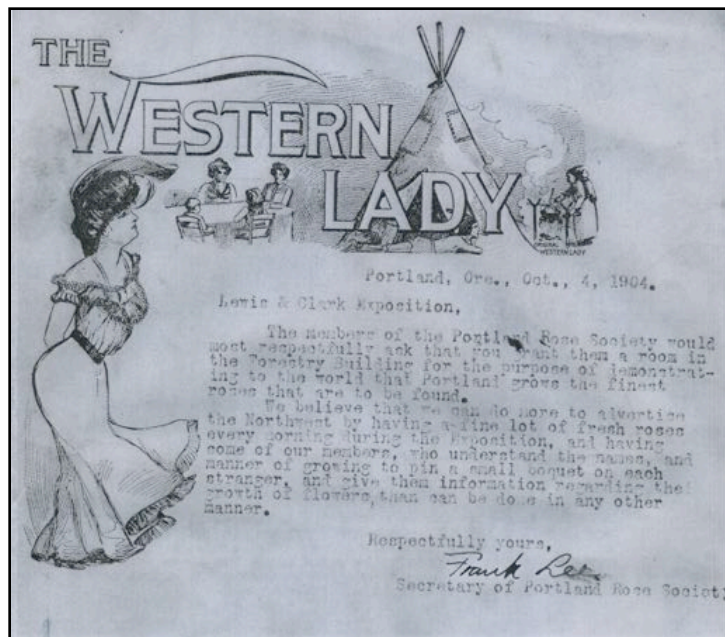 THE
WESTERN
LADY
ORIGINAL
WESTERN LADY
Portland, Ore., Oct., 4, 1904.
Lewis & Clark Exposition,
The members of the Portland Rose Society would
most respectfully ask that you grant them a room in
the Forestry Building for the purpose of demonstrat-
ing to the world that Portland grows the finest
roses that are to be found.
We believe that we can do more to advertice
the Northwest by having a fine lot of fresh roses
every morning during the Exposition, and having
some of our members, who understand the names, and
manner of growing to pin a small boquet on each
stranger, and give them information regarding the
growth of flowers, than can be done in any other
manner.
Respectfully yours,
Frank Lee
Secretary of Portland Rose Society